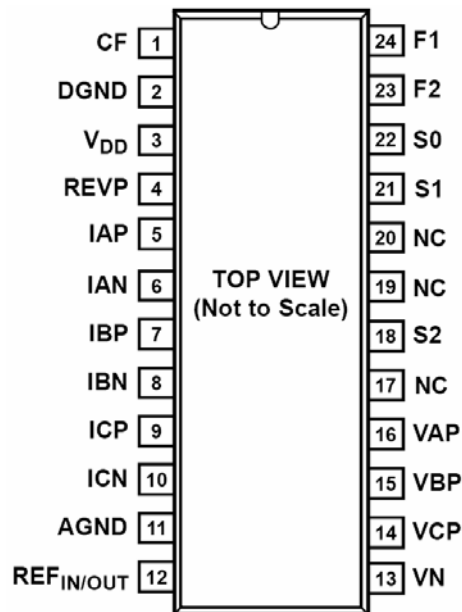 CF 1
DGND 2
VDD 3
REVP 4
IAP 5
IAN 6
IBP 7
IBN 8
ICP 9
ICN 10
AGND 11
REFIN/OUT 12
TOP VIEW
(Not to Scale)
24 F1
23 F2
22 S0
21 S1
20 NC
19 NC
18 S2
17 NC
16 VAP
15 VBP
14 VCP
13 VN